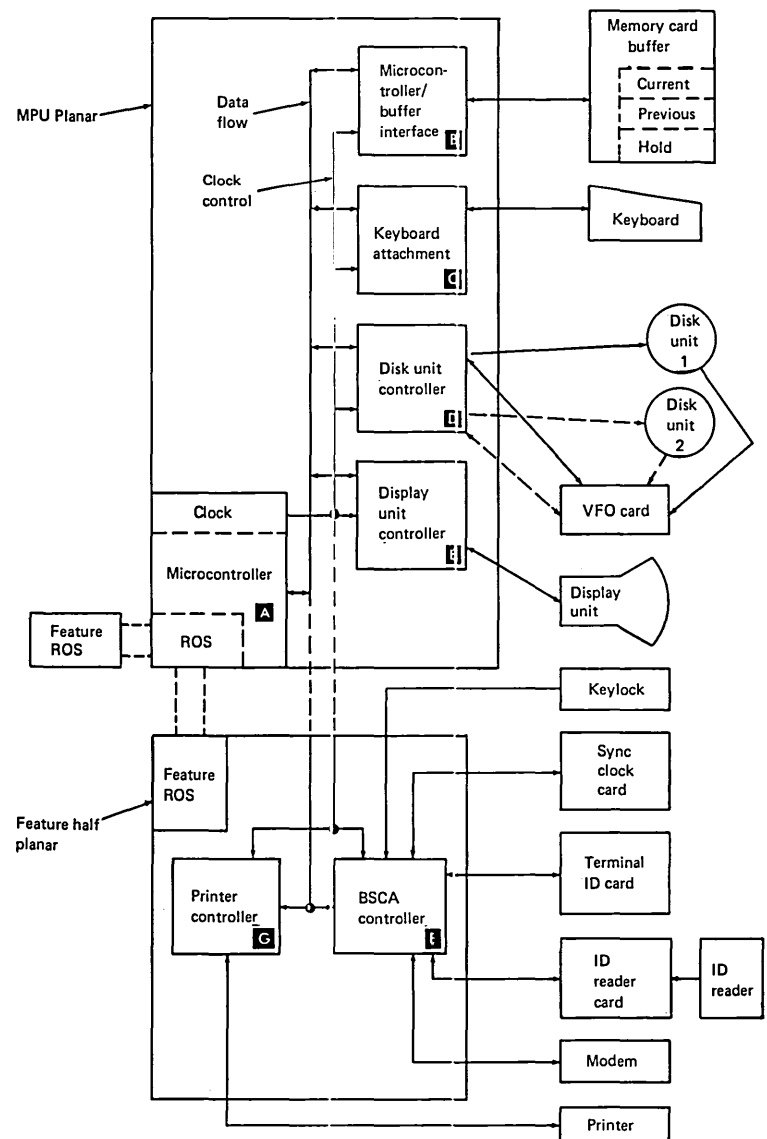 Memory card
buffer
Current
Previous
Hold
MPU Planar
Data
flow
Clock
control
Microcon-
troller/
buffer
interface
B
Keyboard
attachment
C
Keyboard
Disk unit
controller
D
Disk
unit
1
Disk
unit
2
VFO card
Clock
Display
unit
controller
E
Microcontroller
A
Display
unit
Feature
ROS
ROS
Keylock
Feature
ROS
Sync
clock
card
Feature half
planar
Terminal
ID card
Printer
controller
G
BSCA
controller
ID
reader
card
ID
reader
Modem
Printer